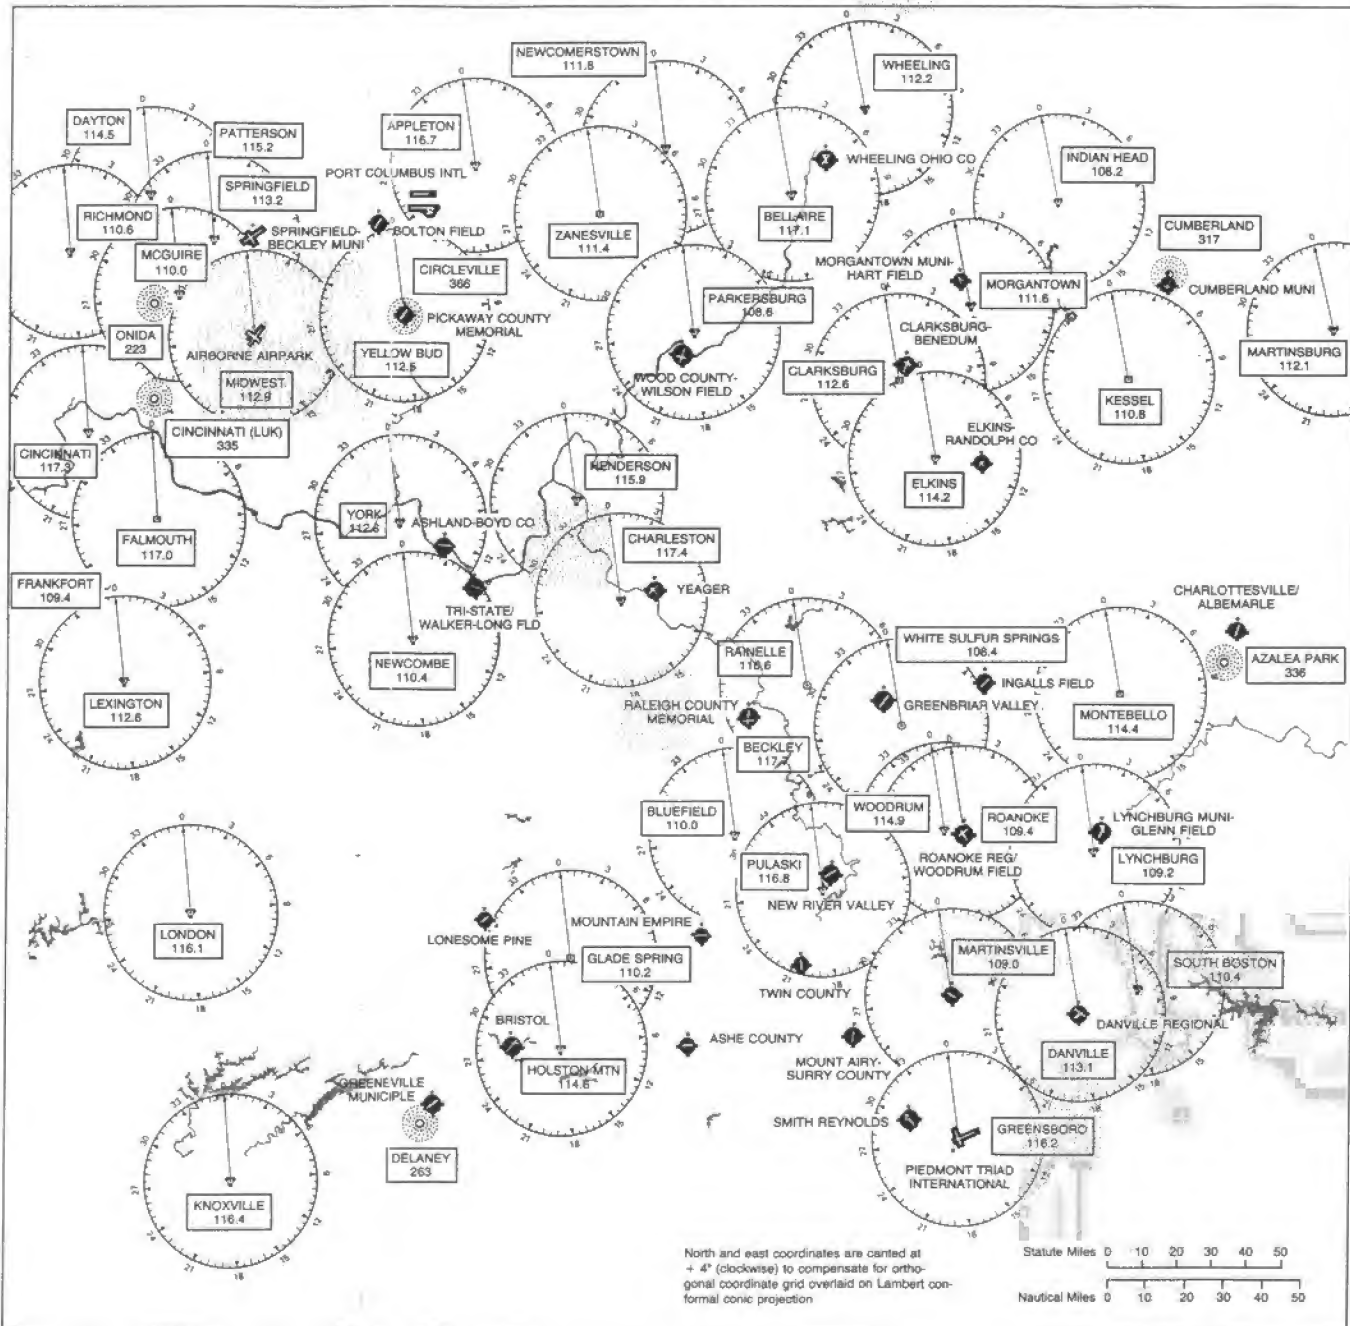 NEWCOMERSTOWN
111.8
WHEELING
112.2
DAYTON
114.5
PATTERSON
115.2
APPLETON
116.7
WHEELING OHIO CO
INDIAN HEAD
108.2
PORT COLUMBUS INTL
SPRINGFIELD
113.2
RICHMOND
110.6
SPRINGFIELD-
BECKLEY MUNI
BOLTON FIELD
ZANESVILLE
111.4
BELLAIRE
117.1
CUMBERLAND
317
MCGUIRE
110.0
CIRCLEVILLE
366
MORGANTOWN MUNI-
HART FIELD
MORGANTOWN
111.6
CUMBERLAND MUNI
PARKERSBURG
108.6
PICKAWAY COUNTY
MEMORIAL
ONIDA
223
AIRBORNE AIRPARK
YELLOW BUD
112.5
CLARKSBURG-
BENEDUM
MARTINSBURG
112.1
WOOD COUNTY-
WILSON FIELD
CLARKSBURG
112.6
MIDWEST
112.9
KESSEL
110.8
CINCINNATI (LUK)
335
ELKINS-
RANDOLPH CO
CINCINNATI
117.3
HENDERSON
115.9
ELKINS
114.2
YORK
112.8
ASHLAND-BOYD CO
FALMOUTH
117.0
CHARLESTON
117.4
FRANKFORT
109.4
YEAGER
TRI-STATE/
WALKER-LONG FLD
CHARLOTTESVILLE/
ALBEMARLE
NEWCOMBE
110.4
RAINELLE
116.6
WHITE SULFUR SPRINGS
108.4
AZALEA PARK
336
INGALLS FIELD
LEXINGTON
112.6
RALEIGH COUNTY
MEMORIAL
GREENBRIAR VALLEY
MONTEBELLO
114.4
BECKLEY
117.7
BLUEFIELD
110.0
WOODRUM
114.9
ROANOKE
109.4
LYNCHBURG MUNI-
GLENN FIELD
ROANOKE REG/
WOODRUM FIELD
LYNCHBURG
109.2
PULASKI
116.8
NEW RIVER VALLEY
LONDON
116.1
LONESOME PINE
MOUNTAIN EMPIRE
GLADE SPRING
110.2
MARTINSVILLE
109.0
SOUTH BOSTON
110.4
TWIN COUNTY
BRISTOL
DANVILLE REGIONAL
ASHE COUNTY
MOUNT AIRY-
SURRY COUNTY
DANVILLE
113.1
HOLSTON MTN
114.6
GREENEVILLE
MUNICIPLE
SMITH REYNOLDS
GREENSBORO
116.2
DELANEY
263
PIEDMONT TRIAD
INTERNATIONAL
KNOXVILLE
116.4
North and east coordinates are canted at
+ 4° (clockwise) to compensate for ortho-
gonal coordinate grid overlaid on Lambert con-
formal conic projection
Statute Miles 0 10 20 30 40 50
Nautical Miles 0 10 20 30 40 50